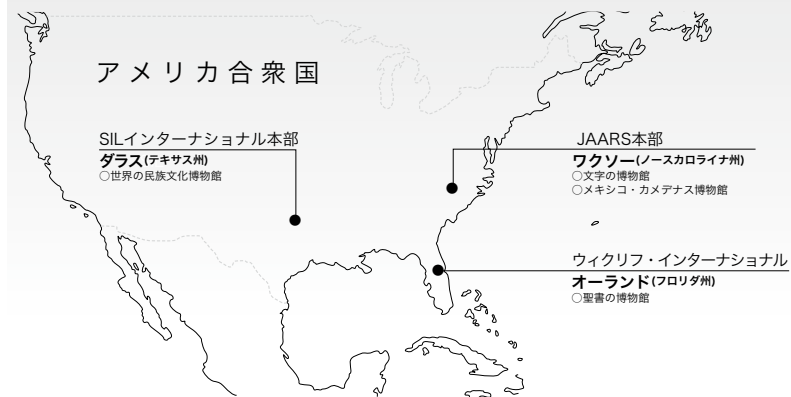 アメリカ合衆国
SILインターナショナル本部
ダラス(テキサス州)
○世界の民族文化博物館
JAARS本部
ワクソー(ノースカロライナ州)
○文字の博物館
○メキシコ・カメデナス博物館
ウィクリフ・インターナショナル
オーランド(フロリダ州)
○聖書の博物館